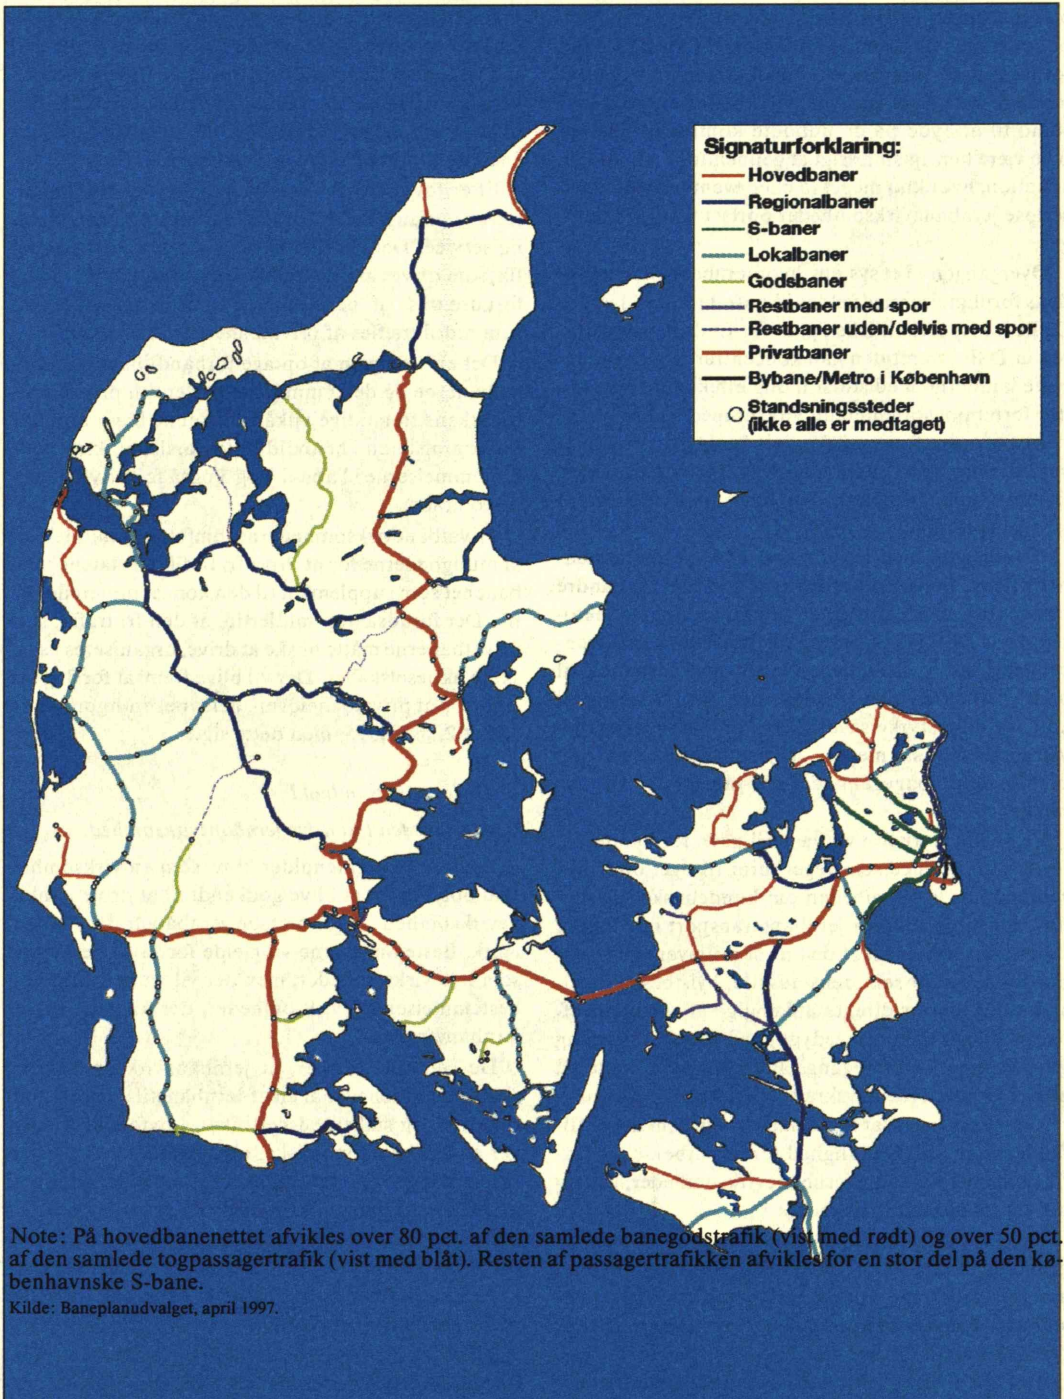 Signaturforklaring:
Hovedbaner
Regionalbaner
S-baner
Lokalbaner
Godsbaner
Restbaner med spor
Restbaner uden/delvis med spor
Privatbaner
Bybane/Metro i København
Standsningssteder
(ikke alle er medtaget)
Note: På hovedbanenettet afvikles over 80 pct. af den samlede banegodstrafik (vist med rødt) og over 50 pct.
af den samlede togpassagertrafik (vist med blåt). Resten af passagertrafikken afvikles for en stor del på den kø-
benhavnske S-bane.
Kilde: Baneplanudvalget, april 1997.